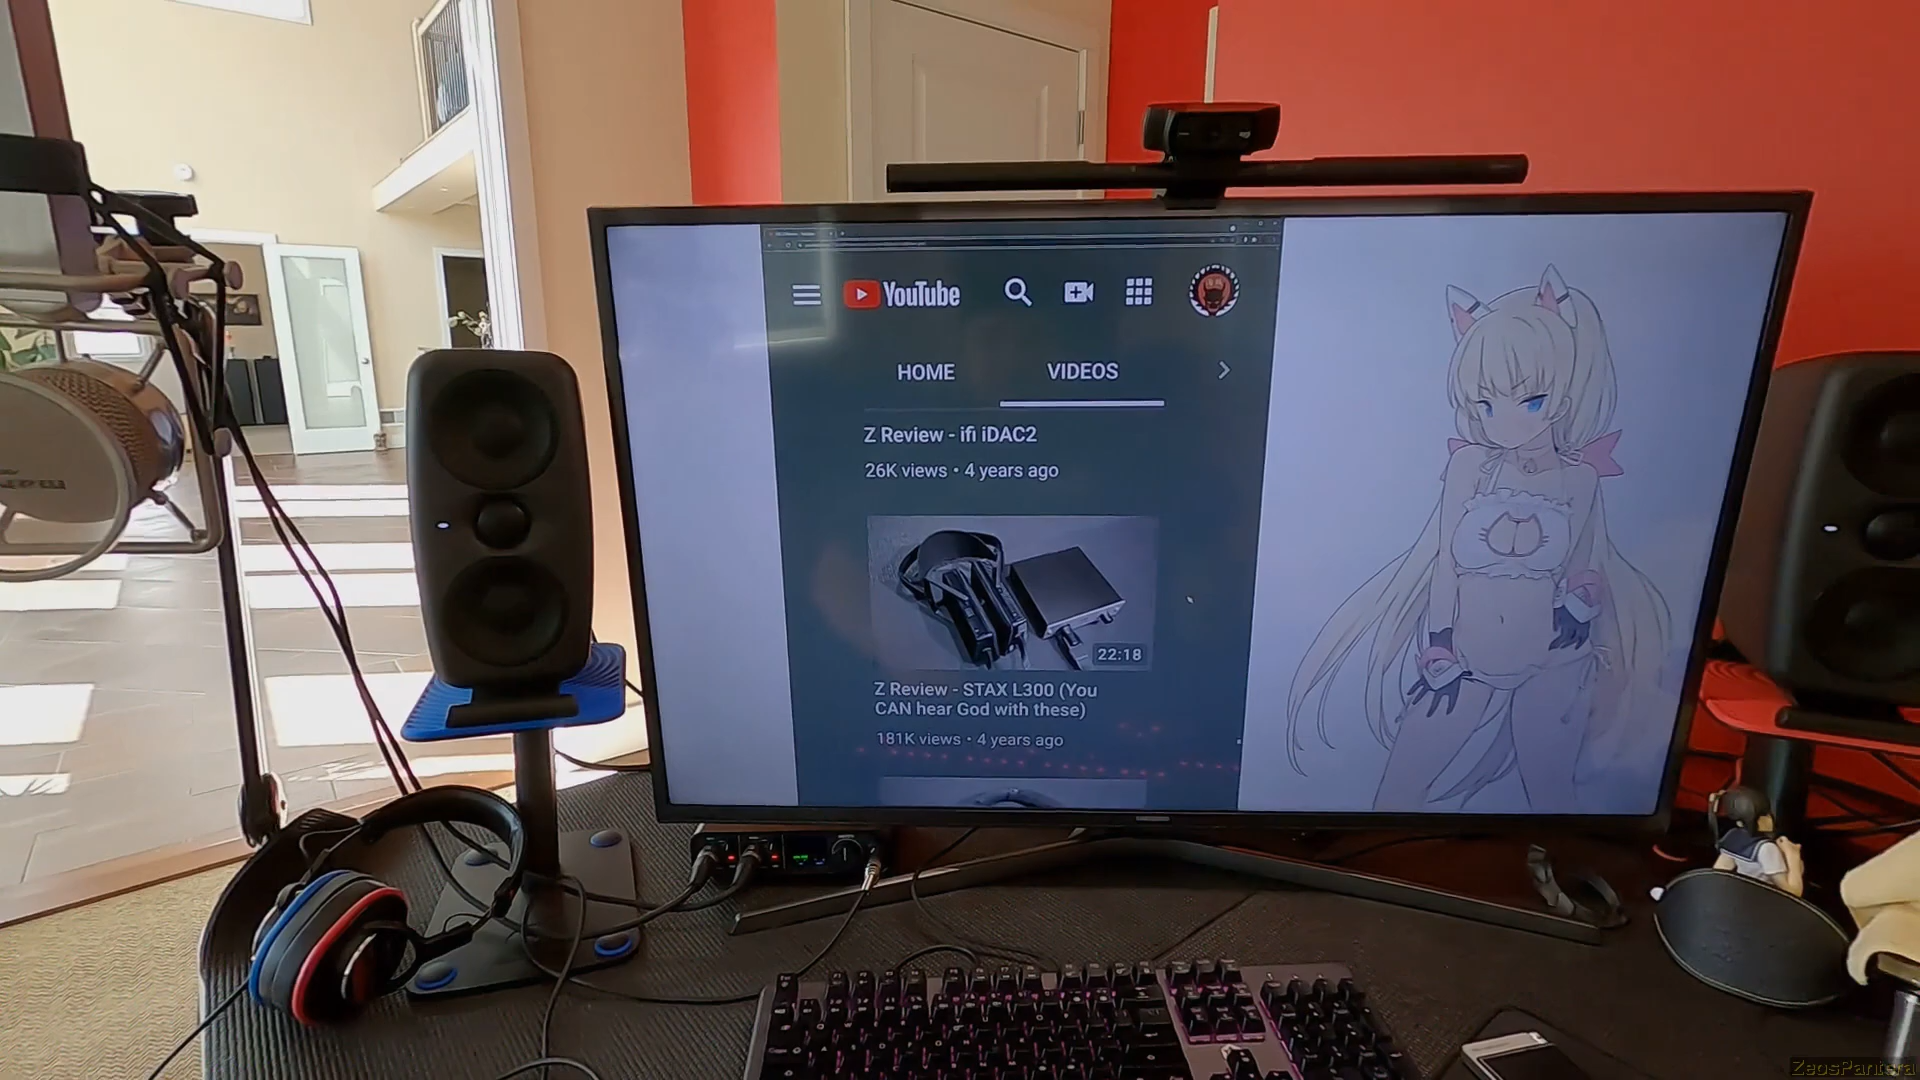 YouTube
HOME VIDEOS
Z Review - ifi iDAC2
26K views • 4 years ago
22:18
Z Review - STAX L300 (You
CAN hear God with these)
181K views • 4 years ago
ZeosPantera